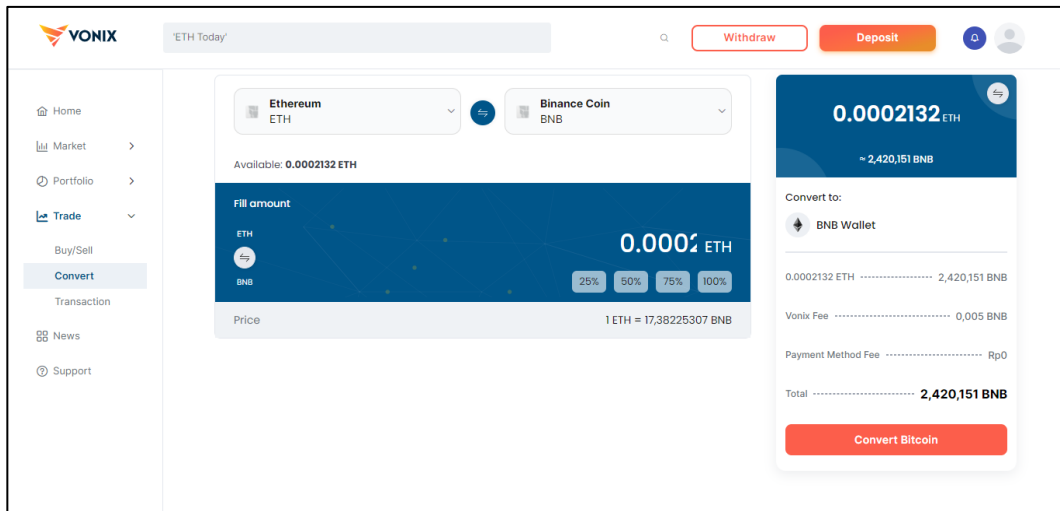 VONIX
'ETH Today'
Withdraw
Deposit
Home
Market
Portfolio
Trade
Buy/Sell
Convert
Transaction
News
Support
Ethereum
ETH
Binance Coin
BNB
Available: 0.0002132 ETH
Fill amount
ETH
BNB
0.0002 ETH
25% 50% 75% 100%
Price 1 ETH = 17,38225307 BNB
0.0002132 ETH
≈ 2,420,151 BNB
Convert to:
BNB Wallet
0.0002132 ETH 2,420,151 BNB
Vonix Fee 0,005 BNB
Payment Method Fee Rp0
Total 2,420,151 BNB
Convert Bitcoin